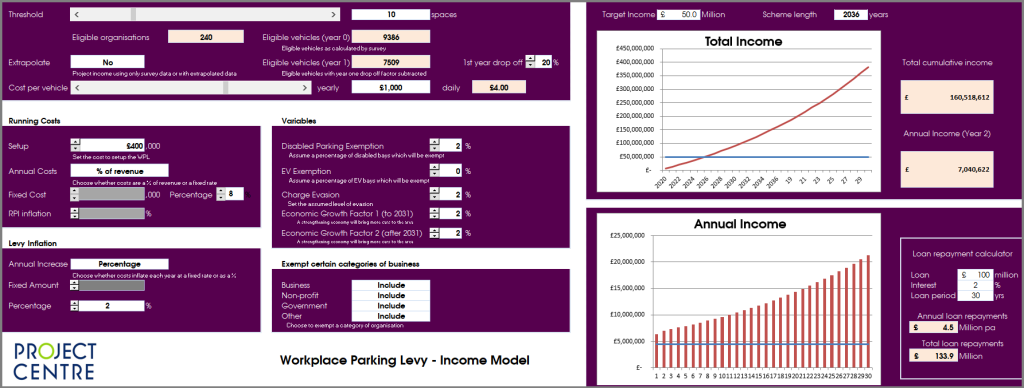 Threshold 10 spaces
Eligible organisations 240 Eligible vehicles (year 0) 9386
Eligible vehicles as calculated by survey
Extrapolate No Eligible vehicles (year 1) 7509 1st year drop off 20 %
Project income using only survey data or with extrapolated data Eligible vehicles with year one drop off factor subtracted
Cost per vehicle yearly £1,000 daily £4.00
Running Costs
Setup £400 ,000
Set the cost to setup the WPL
Annual Costs % of revenue
Choose whether costs are a % of revenue or a fixed rate
Fixed Cost ,000 Percentage 8
RPI inflation %
Levy Inflation
Annual Increase Percentage
Choose whether costs inflate each year at a fixed rate or as a %
Fixed Amount
Percentage 2 %
PROJECT
CENTRE
Variables
Disabled Parking Exemption 2 %
Assume a percentage of disabled bays which will be exempt
EV Exemption 0 %
Assume a percentage of EV bays which will be exempt
Charge Evasion 2 %
Set the assumed level of evasion
Economic Growth Factor 1 (to 2031) 2 %
A strengthening economy will bring more cars to the area
Economic Growth Factor 2 (after 2031) 2 %
A strengthening economy will bring more cars to the area
Exempt certain categories of business
Business Include
Non-profit Include
Government Include
Other Include
Choose to exempt a category of organisation
Workplace Parking Levy - Income Model
Target Income £ 50.0 Million Scheme length 2036 years
Total Income
£450,000,000
£400,000,000
£350,000,000
£300,000,000
£250,000,000
£200,000,000
£150,000,000
£100,000,000
£50,000,000
£-
2020 2022 2024 2026 2028 2030 2032 2034 2036 19 21 23 25 27 29
Total cumulative income
£ 160,518,612
Annual Income (Year 2)
£ 7,040,622
Annual Income
£25,000,000
£20,000,000
£15,000,000
£10,000,000
£5,000,000
£-
1 2 3 4 5 6 7 8 9 10 11 12 13 14 15 16 17 18 19 20 21 22 23 24 25 26 27 28 29 30
Loan repayment calculator
Loan £ 100 million
Interest 2 %
Loan period 30 yrs
Annual loan repayments
£ 4.5 Million pa
Total loan repayments
£ 133.9 Million